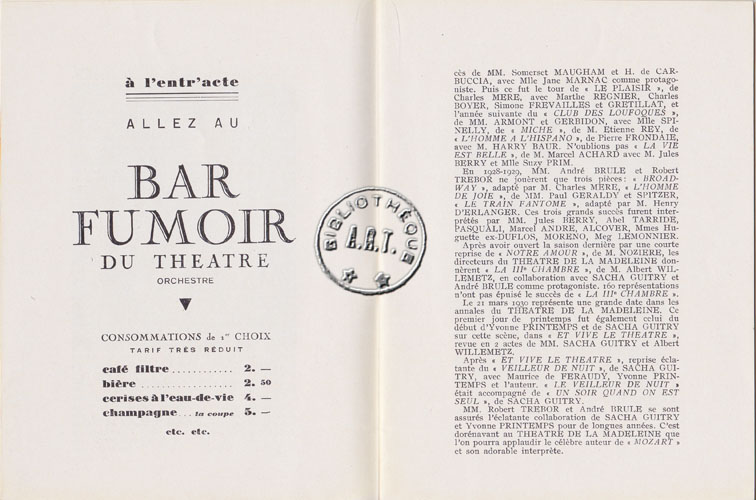 à l'entr'acte
ALLEZ AU
BAR
FUMOIR
DU THEATRE
ORCHESTRE
CONSOMMATIONS de 1er CHOIX
TARIF TRÈS RÉDUIT
café filtre ............ 2. —
bière .................. 2. 50
cerises à l'eau-de-vie 4. —
champagne ... la coupe 5. —
etc. etc.
BIBLIOTHÈQUE
A.R.T.
cès de MM. Somerset MAUGHAM et H. de CAR-
BUCCIA, avec Mlle Jane MARNAC comme protago-
niste. Puis ce fut le tour de « LE PLAISIR », de
Charles MERE, avec Marthe REGNIER, Charles
BOYER, Simone FREVAILLES et GRETILLAT, et
l'année suivante du « CLUB DES LOUFOQUES »,
de MM. ARMONT et GERBIDON, avec Mlle SPI-
NELLY, de « MICHE », de M. Etienne REY, de
« L'HOMME A L'HISPANO », de Pierre FRONDAIE,
avec M. HARRY BAUR. N'oublions pas « LA VIE
EST BELLE », de M. Marcel ACHARD avec M. Jules
BERRY et Mlle Suzy PRIM.
En 1928-1929, MM. André BRULE et Robert
TREBOR ne jouèrent que trois pièces : « BROAD-
WAY », adapté par M. Charles MERE, « L'HOMME
DE JOIE », de MM. Paul GERALDY et SPITZER,
« LE TRAIN FANTOME », adapté par M. Henry
D'ERLANGER. Ces trois grands succès furent inter-
prétés par MM. Jules BERRY, Abel TARRIDE,
PASQUALI, Marcel ANDRE, ALCOVER, Mmes Hu-
guette ex-DUFLOS, MORENO, Meg LEMONNIER.
Après avoir ouvert la saison dernière par une courte
reprise de « NOTRE AMOUR », de M. NOZIERE, les
directeurs du THEATRE DE LA MADELEINE don-
nèrent « LA IIIe CHAMBRE », de M. Albert WIL-
LEMETZ, en collaboration avec SACHA GUITRY et
André BRULE comme protagoniste. 160 représentations
n'ont pas épuisé le succès de « LA IIIe CHAMBRE ».
Le 21 mars 1930 représente une grande date dans les
annales du THEATRE DE LA MADELEINE. Ce
premier jour de printemps fut également celui du
début d'Yvonne PRINTEMPS et de SACHA GUITRY
sur cette scène, dans « ET VIVE LE THEATRE »,
revue en 2 actes de MM. SACHA GUITRY et Albert
WILLEMETZ.
Après « ET VIVE LE THEATRE », reprise écla-
tante du « VEILLEUR DE NUIT », de SACHA GUI-
TRY, avec Maurice de FERAUDY, Yvonne PRIN-
TEMPS et l'auteur. « LE VEILLEUR DE NUIT »
était accompagné de « UN SOIR QUAND ON EST
SEUL », de SACHA GUITRY.
MM. Robert TREBOR et André BRULE se sont
assurés l'éclatante collaboration de SACHA GUITRY
et Yvonne PRINTEMPS pour de longues années. C'est
dorénavant au THEATRE DE LA MADELEINE que
l'on pourra applaudir le célèbre auteur de « MOZART »
et son adorable interprète.